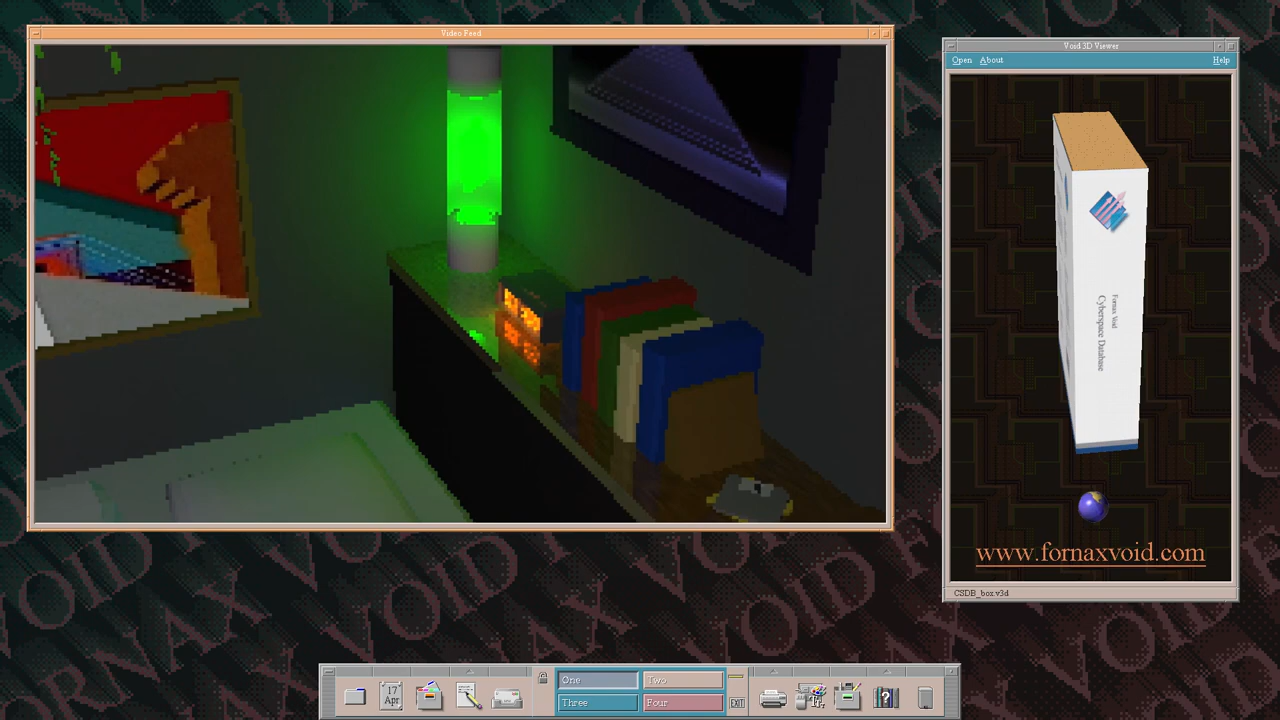 Video Feed
Void 3D Viewer
Open About Help
Fornax Void
Cyberspace Database
www.fornaxvoid.com
CSDB_box.v3d
17
Apr
One
Two
Three
Four
EXIT
?